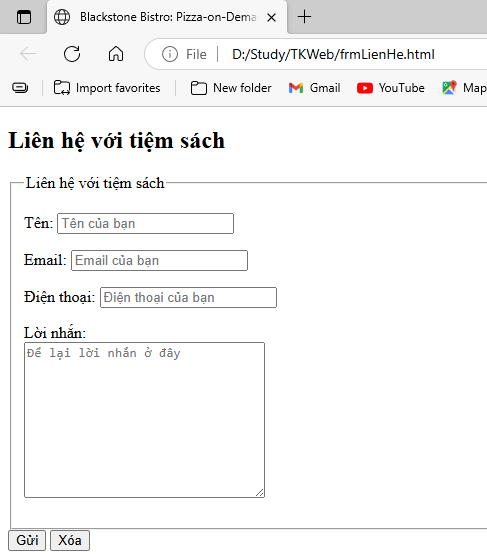 Blackstone Bistro: Pizza-on-Dema
File D:/Study/TKWeb/frmLienHe.html
Import favorites New folder Gmail YouTube Map
Liên hệ với tiệm sách
Liên hệ với tiệm sách
Tên: Tên của bạn
Email: Email của bạn
Điện thoại: Điện thoại của bạn
Lời nhắn:
Để lại lời nhắn ở đây
Gửi Xóa